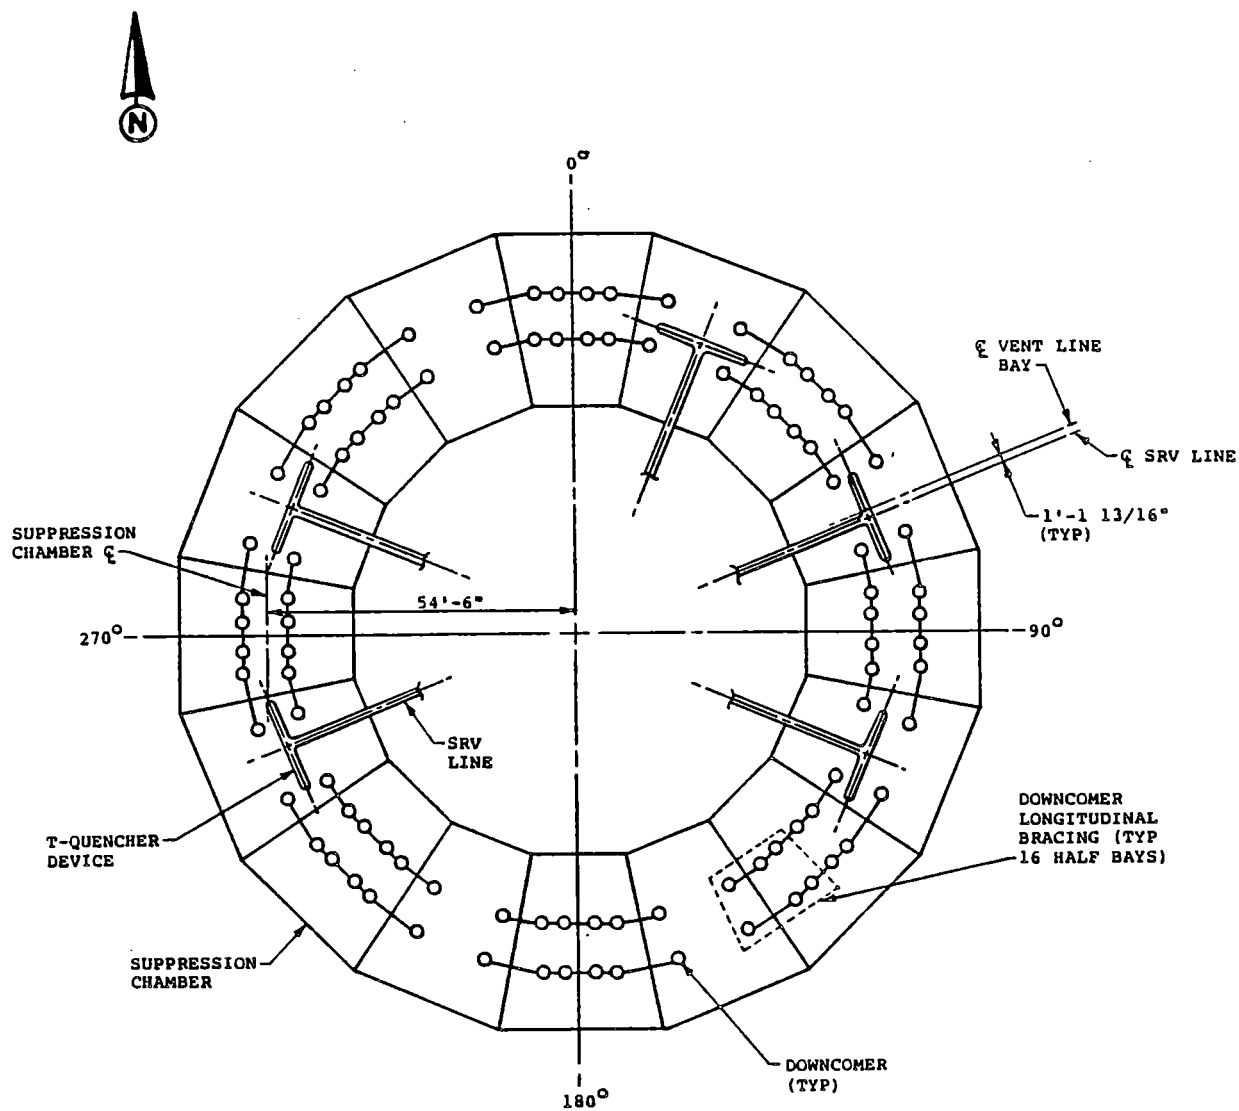 N
0°
℄ VENT LINE
BAY
℄ SRV LINE
1'-1 13/16"
(TYP)
SUPPRESSION
CHAMBER ℄
54'-6"
270°
90°
SRV
LINE
T-QUENCHER
DEVICE
DOWNCOMER
LONGITUDINAL
BRACING (TYP
16 HALF BAYS)
SUPPRESSION
CHAMBER
DOWNCOMER
(TYP)
180°